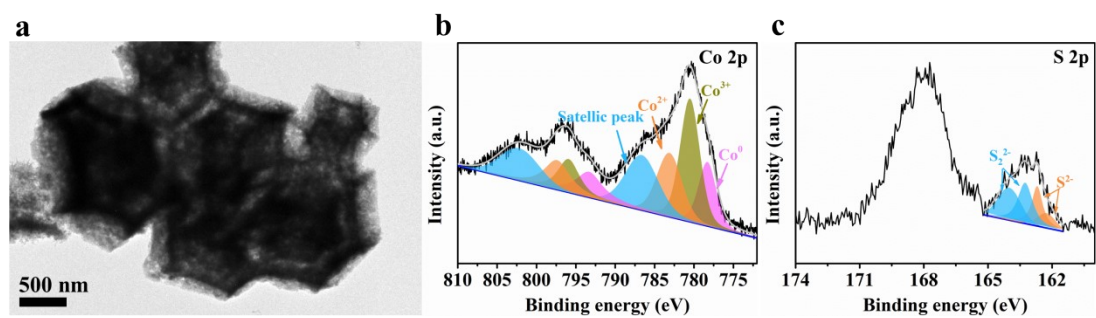 a
500 nm
b
Co 2p
Co³⁺
Co²⁺
Satellic peak
Co⁰
Intensity (a.u.)
810 805 800 795 790 785 780 775
Binding energy (eV)
c
S 2p
S₂²⁻
S²⁻
Intensity (a.u.)
174 171 168 165 162
Binding energy (eV)